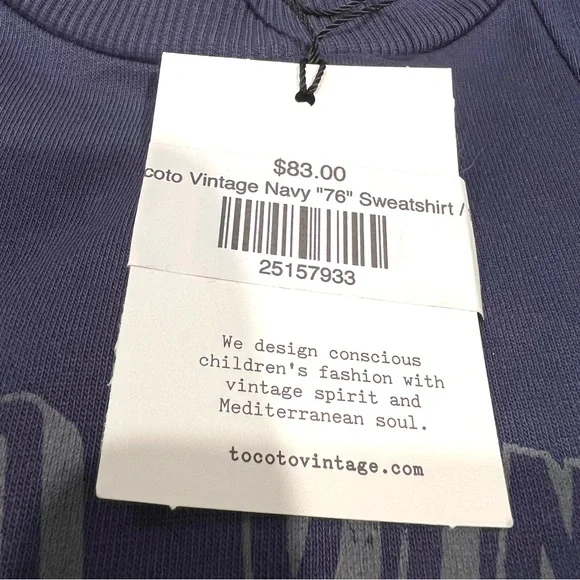 $83.00
coto Vintage Navy "76" Sweatshirt /
25157933
We design conscious
children's fashion with
vintage spirit and
Mediterranean soul.
tocotovintage.com